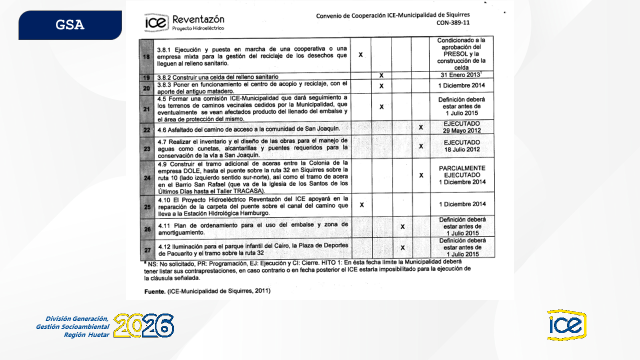 GSA
ice Reventazón
Proyecto Hidroeléctrico
Convenio de Cooperación ICE-Municipalidad de Siquirres
CON-389-11
18 3.8.1 Ejecución y puesta en marcha de una cooperativa o una empresa mixta para la gestión del reciclaje de los desechos que lleguen al relleno sanitario. X Condicionado a la aprobación del PRESOL y la construcción de la celda
19 3.8.2 Construir una celda del relleno sanitario X 31 Enero 2013*
20 3.8.3 Poner en funcionamiento el centro de acopio y reciclaje, con el aporte del antiguo matadero. X 1 Diciembre 2014
21 4.5 Formar una comisión ICE-Municipalidad que dará seguimiento a los terrenos de caminos vecinales cedidos por la Municipalidad, que eventualmente se vean afectados producto del llenado del embalse y el área de protección del mismo. X Definición deberá estar antes de 1 Julio 2015
22 4.6 Asfaltado del camino de acceso a la comunidad de San Joaquín. X EJECUTADO 29 Mayo 2012
23 4.7 Realizar el inventario y el diseño de las obras para el manejo de aguas como cunetas, alcantarillas y puentes requeridos para la conservación de la vía a San Joaquín. X EJECUTADO 18 Julio 2012
24 4.9 Construir el tramo adicional de aceras entre la Colonia de la empresa DOLE, hasta el puente sobre la ruta 32 en Siquirres sobre la ruta 10 (lado izquierdo sentido sur-norte), así como el tramo de acera en el Barrio San Rafael (que va de la Iglesia de los Santos de los Últimos Días hasta el Taller TRACASA). X PARCIALMENTE EJECUTADO 1 Diciembre 2014
25 4.10 El Proyecto Hidroeléctrico Reventazón del ICE apoyará en la reparación de la carpeta del puente sobre el canal del camino que lleva a la Estación Hidrológica Hamburgo. X 1 Diciembre 2014
26 4.11 Plan de ordenamiento para el uso del embalse y zona de amortiguamiento. X Definición deberá estar antes de 1 Julio 2015
27 4.12 Iluminación para el parque infantil del Cairo, la Plaza de Deportes de Pacuarito y el tramo sobre la ruta 32 X Definición deberá estar antes de 1 Julio 2015
* NS: No solicitado, PR: Programación, EJ: Ejecución y CI: Cierre. HITO 1: En ésta fecha límite la Municipalidad deberá
tener listas sus contraprestaciones, en caso contrario o en fecha posterior el ICE estaría imposibilitado para la ejecución de
la cláusula señalada.
Fuente. (ICE-Municipalidad de Siquirres, 2011)
División Generación,
Gestión Socioambiental
Región Huetar
2026
ice